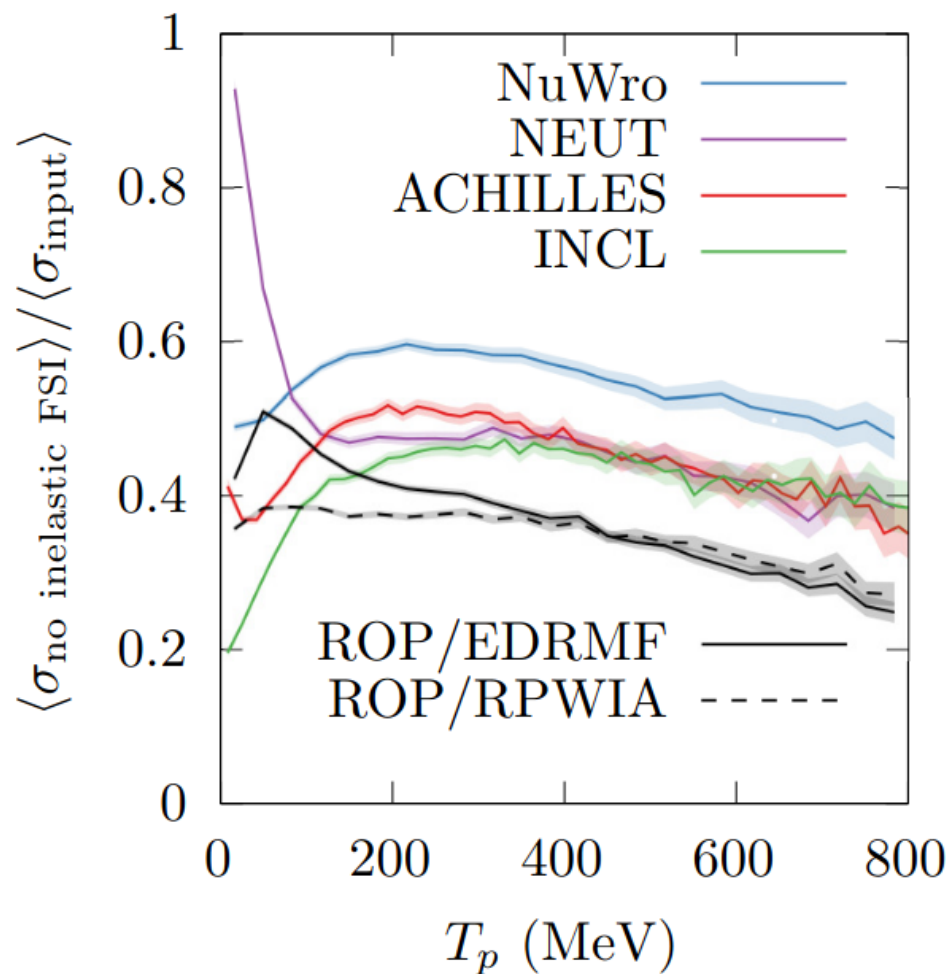 ⟨σno inelastic FSI⟩/⟨σinput⟩
1
0.8
0.6
0.4
0.2
0
NuWro
NEUT
ACHILLES
INCL
ROP/EDRMF
ROP/RPWIA
0 200 400 600 800
Tp (MeV)